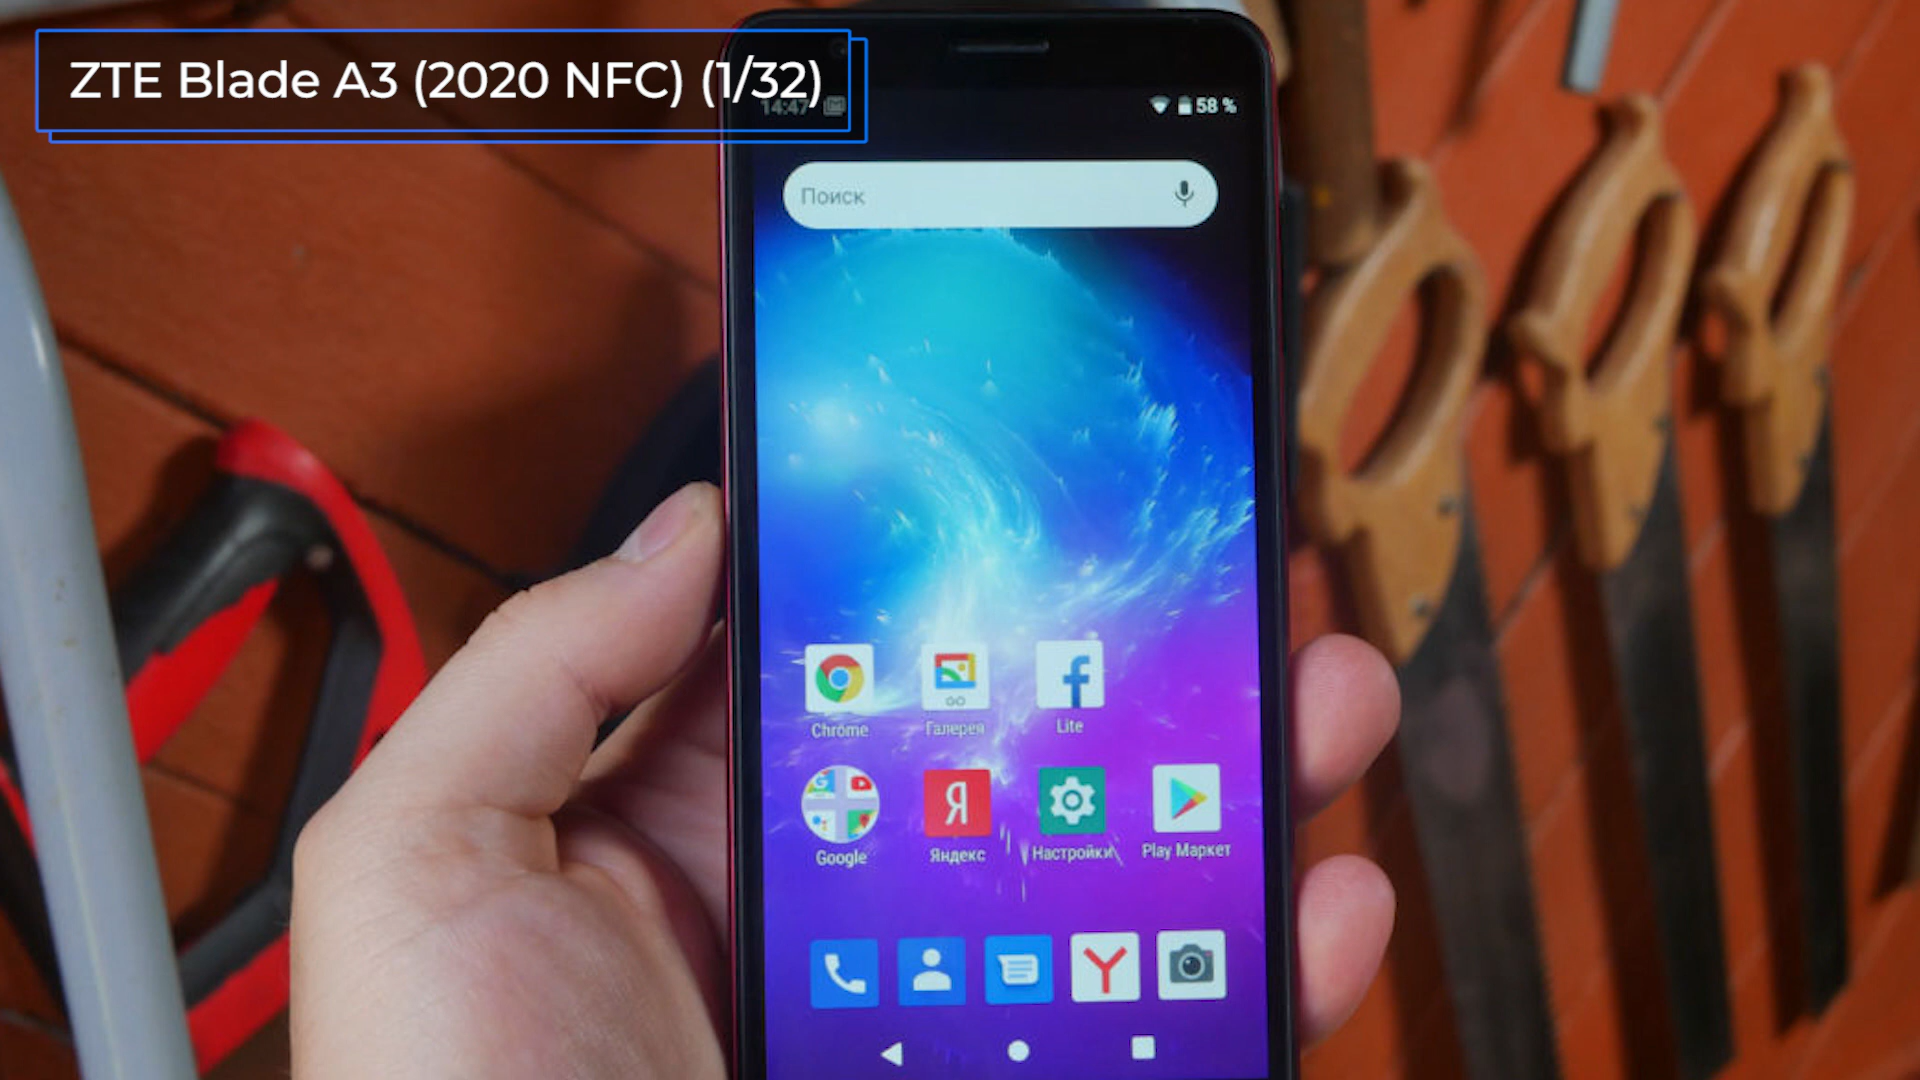 ZTE Blade A3 (2020 NFC) (1/32)
14:47
58 %
Поиск
Chrome
GO
Галерея
Lite
Google
Яндекс
Настройки
Play Маркет